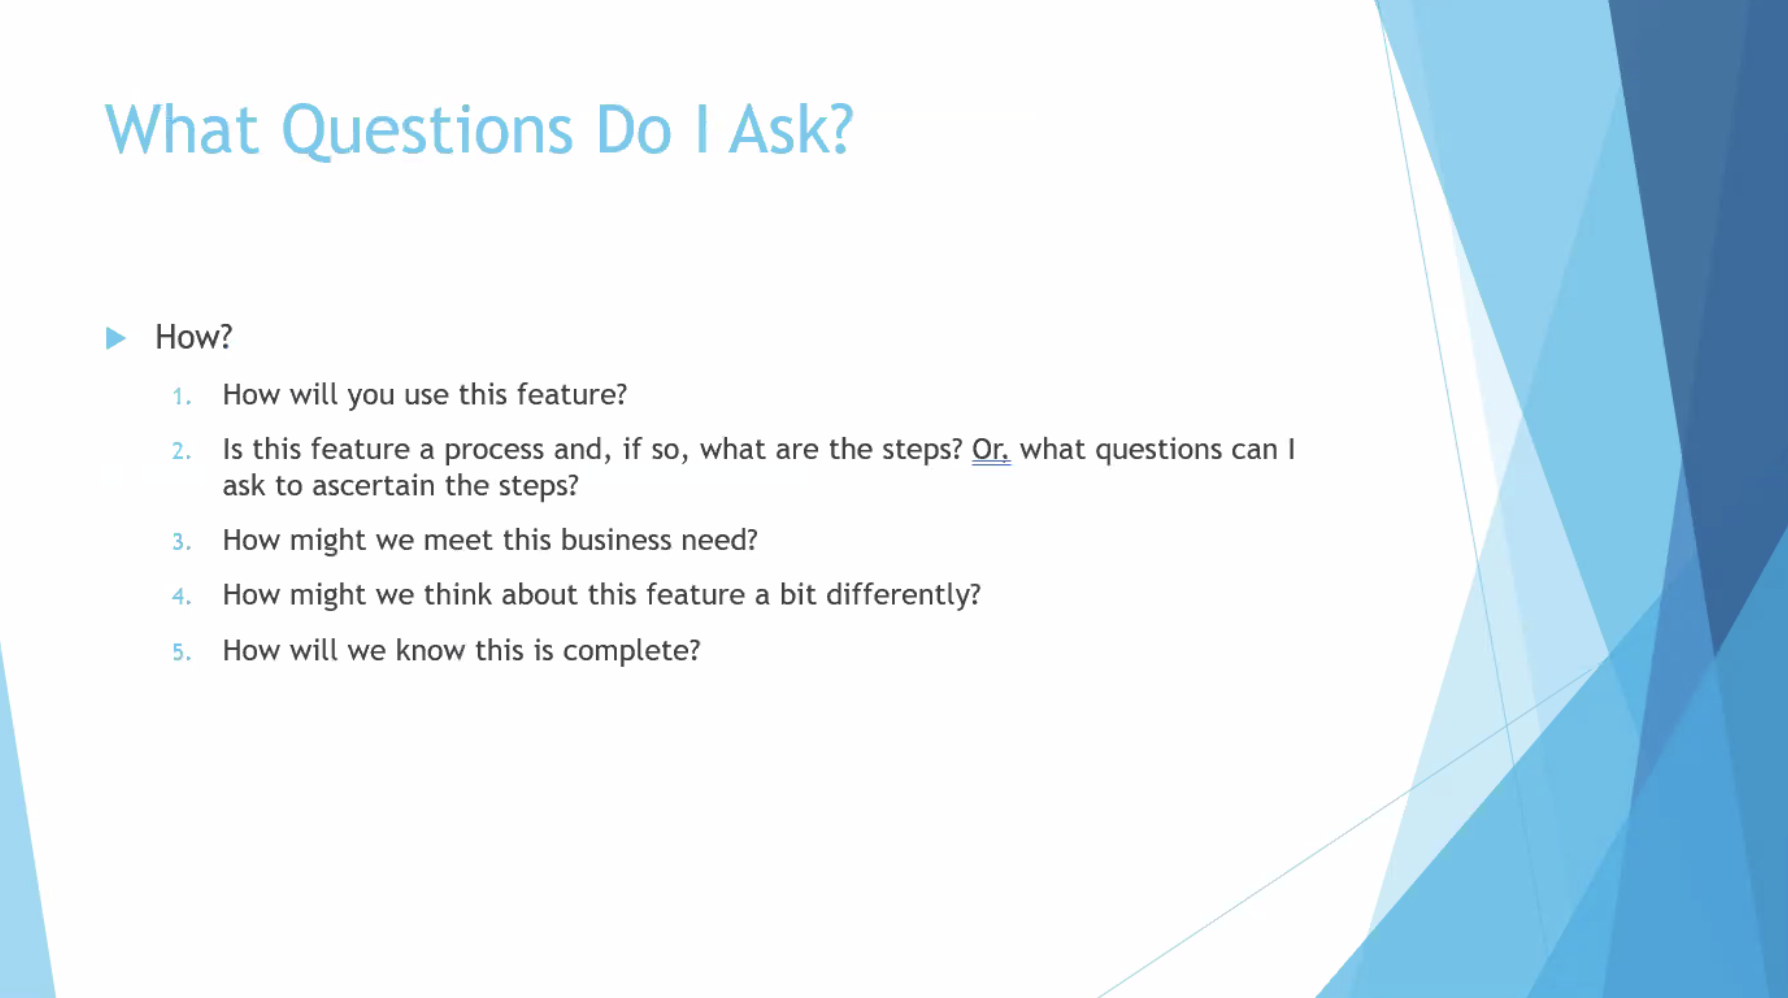 What Questions Do I Ask?
How?
1. How will you use this feature?
2. Is this feature a process and, if so, what are the steps? Or, what questions can I
ask to ascertain the steps?
3. How might we meet this business need?
4. How might we think about this feature a bit differently?
5. How will we know this is complete?